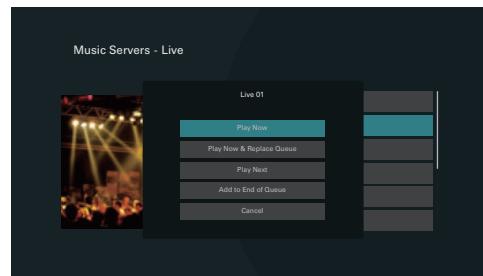 Music Servers - Live
Live 01
Play Now
Play Now & Replace Queue
Play Next
Add to End of Queue
Cancel